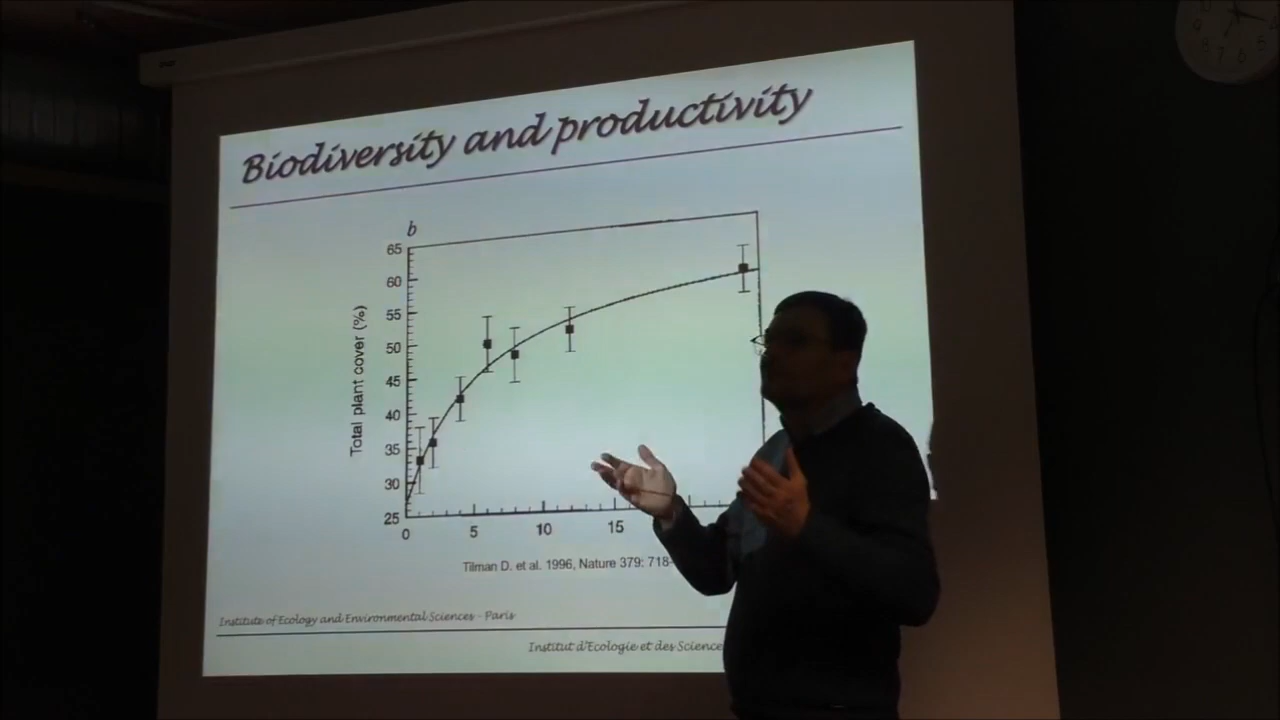 Biodiversity and productivity
b
65
60
55
50
45
40
35
30
25
Total plant cover (%)
0 5 10 15
Tilman D. et al. 1996, Nature 379: 718-
Institute of Ecology and Environmental Sciences - Paris
Institut d'Ecologie et des Science